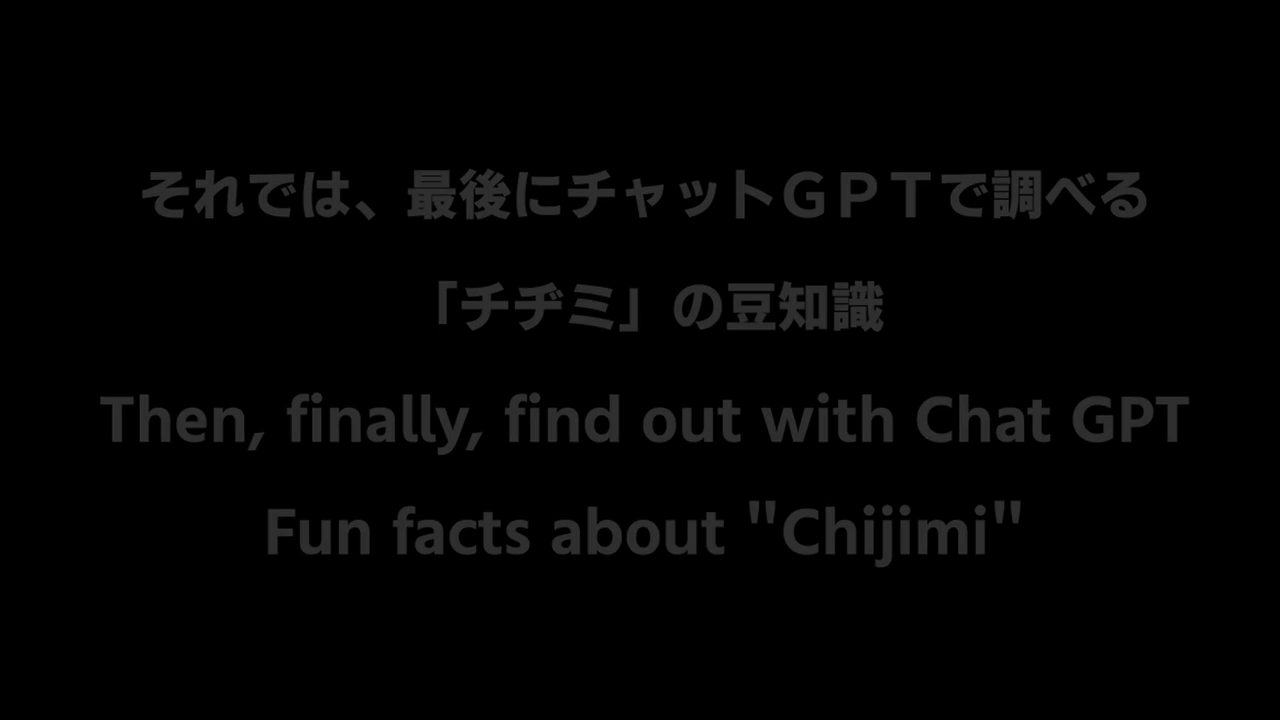 それでは、最後にチャットＧＰＴで調べる
「チヂミ」の豆知識
Then, finally, find out with Chat GPT
Fun facts about "Chijimi"